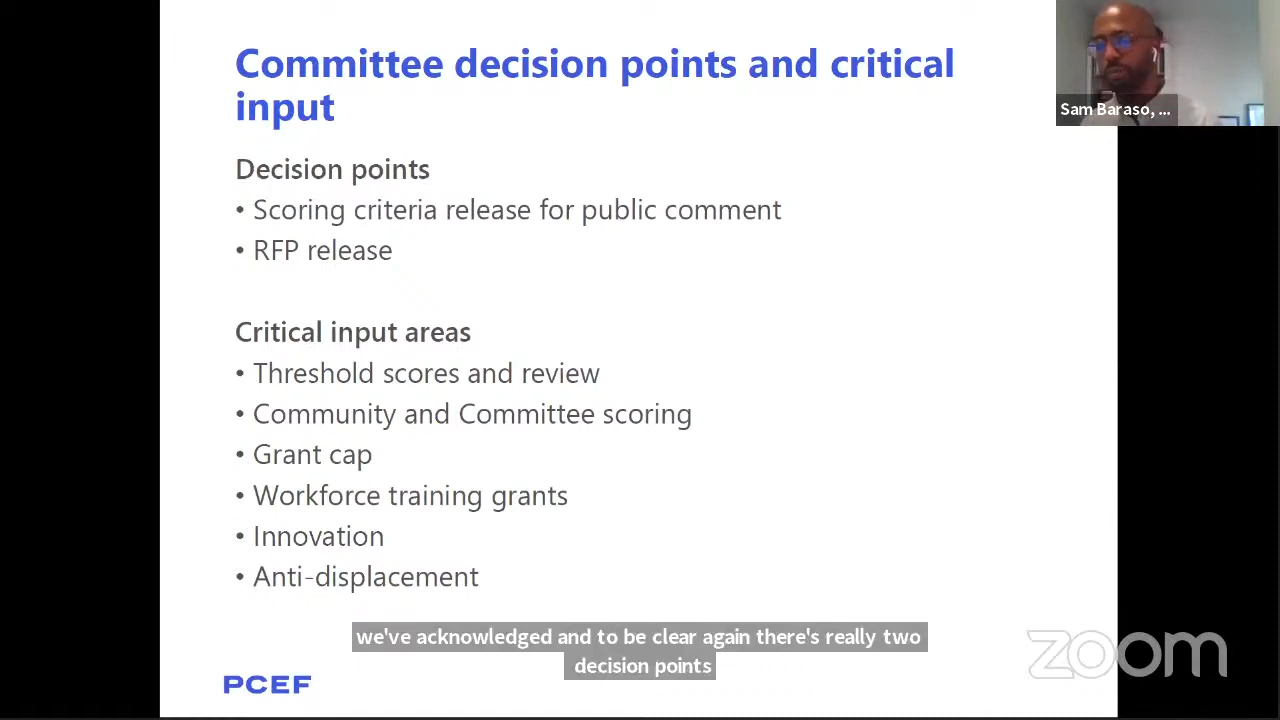 Committee decision points and critical
input
Decision points
• Scoring criteria release for public comment
• RFP release
Critical input areas
• Threshold scores and review
• Community and Committee scoring
• Grant cap
• Workforce training grants
• Innovation
• Anti-displacement
we've acknowledged and to be clear again there's really two
decision points
PCEF
zoom
Sam Baraso, ...